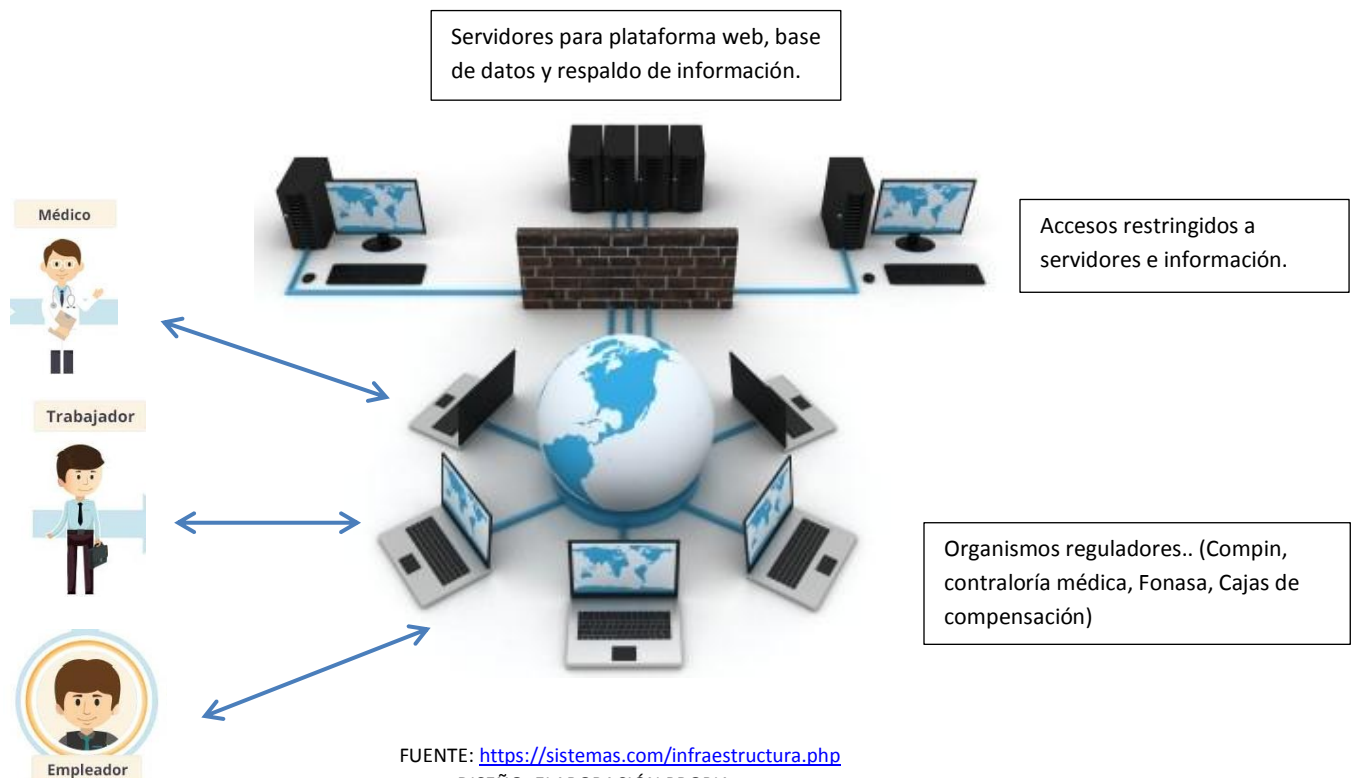 Servidores para plataforma web, base
de datos y respaldo de información.
Médico
Accesos restringidos a
servidores e información.
Trabajador
Organismos reguladores.. (Compin,
contraloría médica, Fonasa, Cajas de
compensación)
Empleador
FUENTE: https://sistemas.com/infraestructura.php